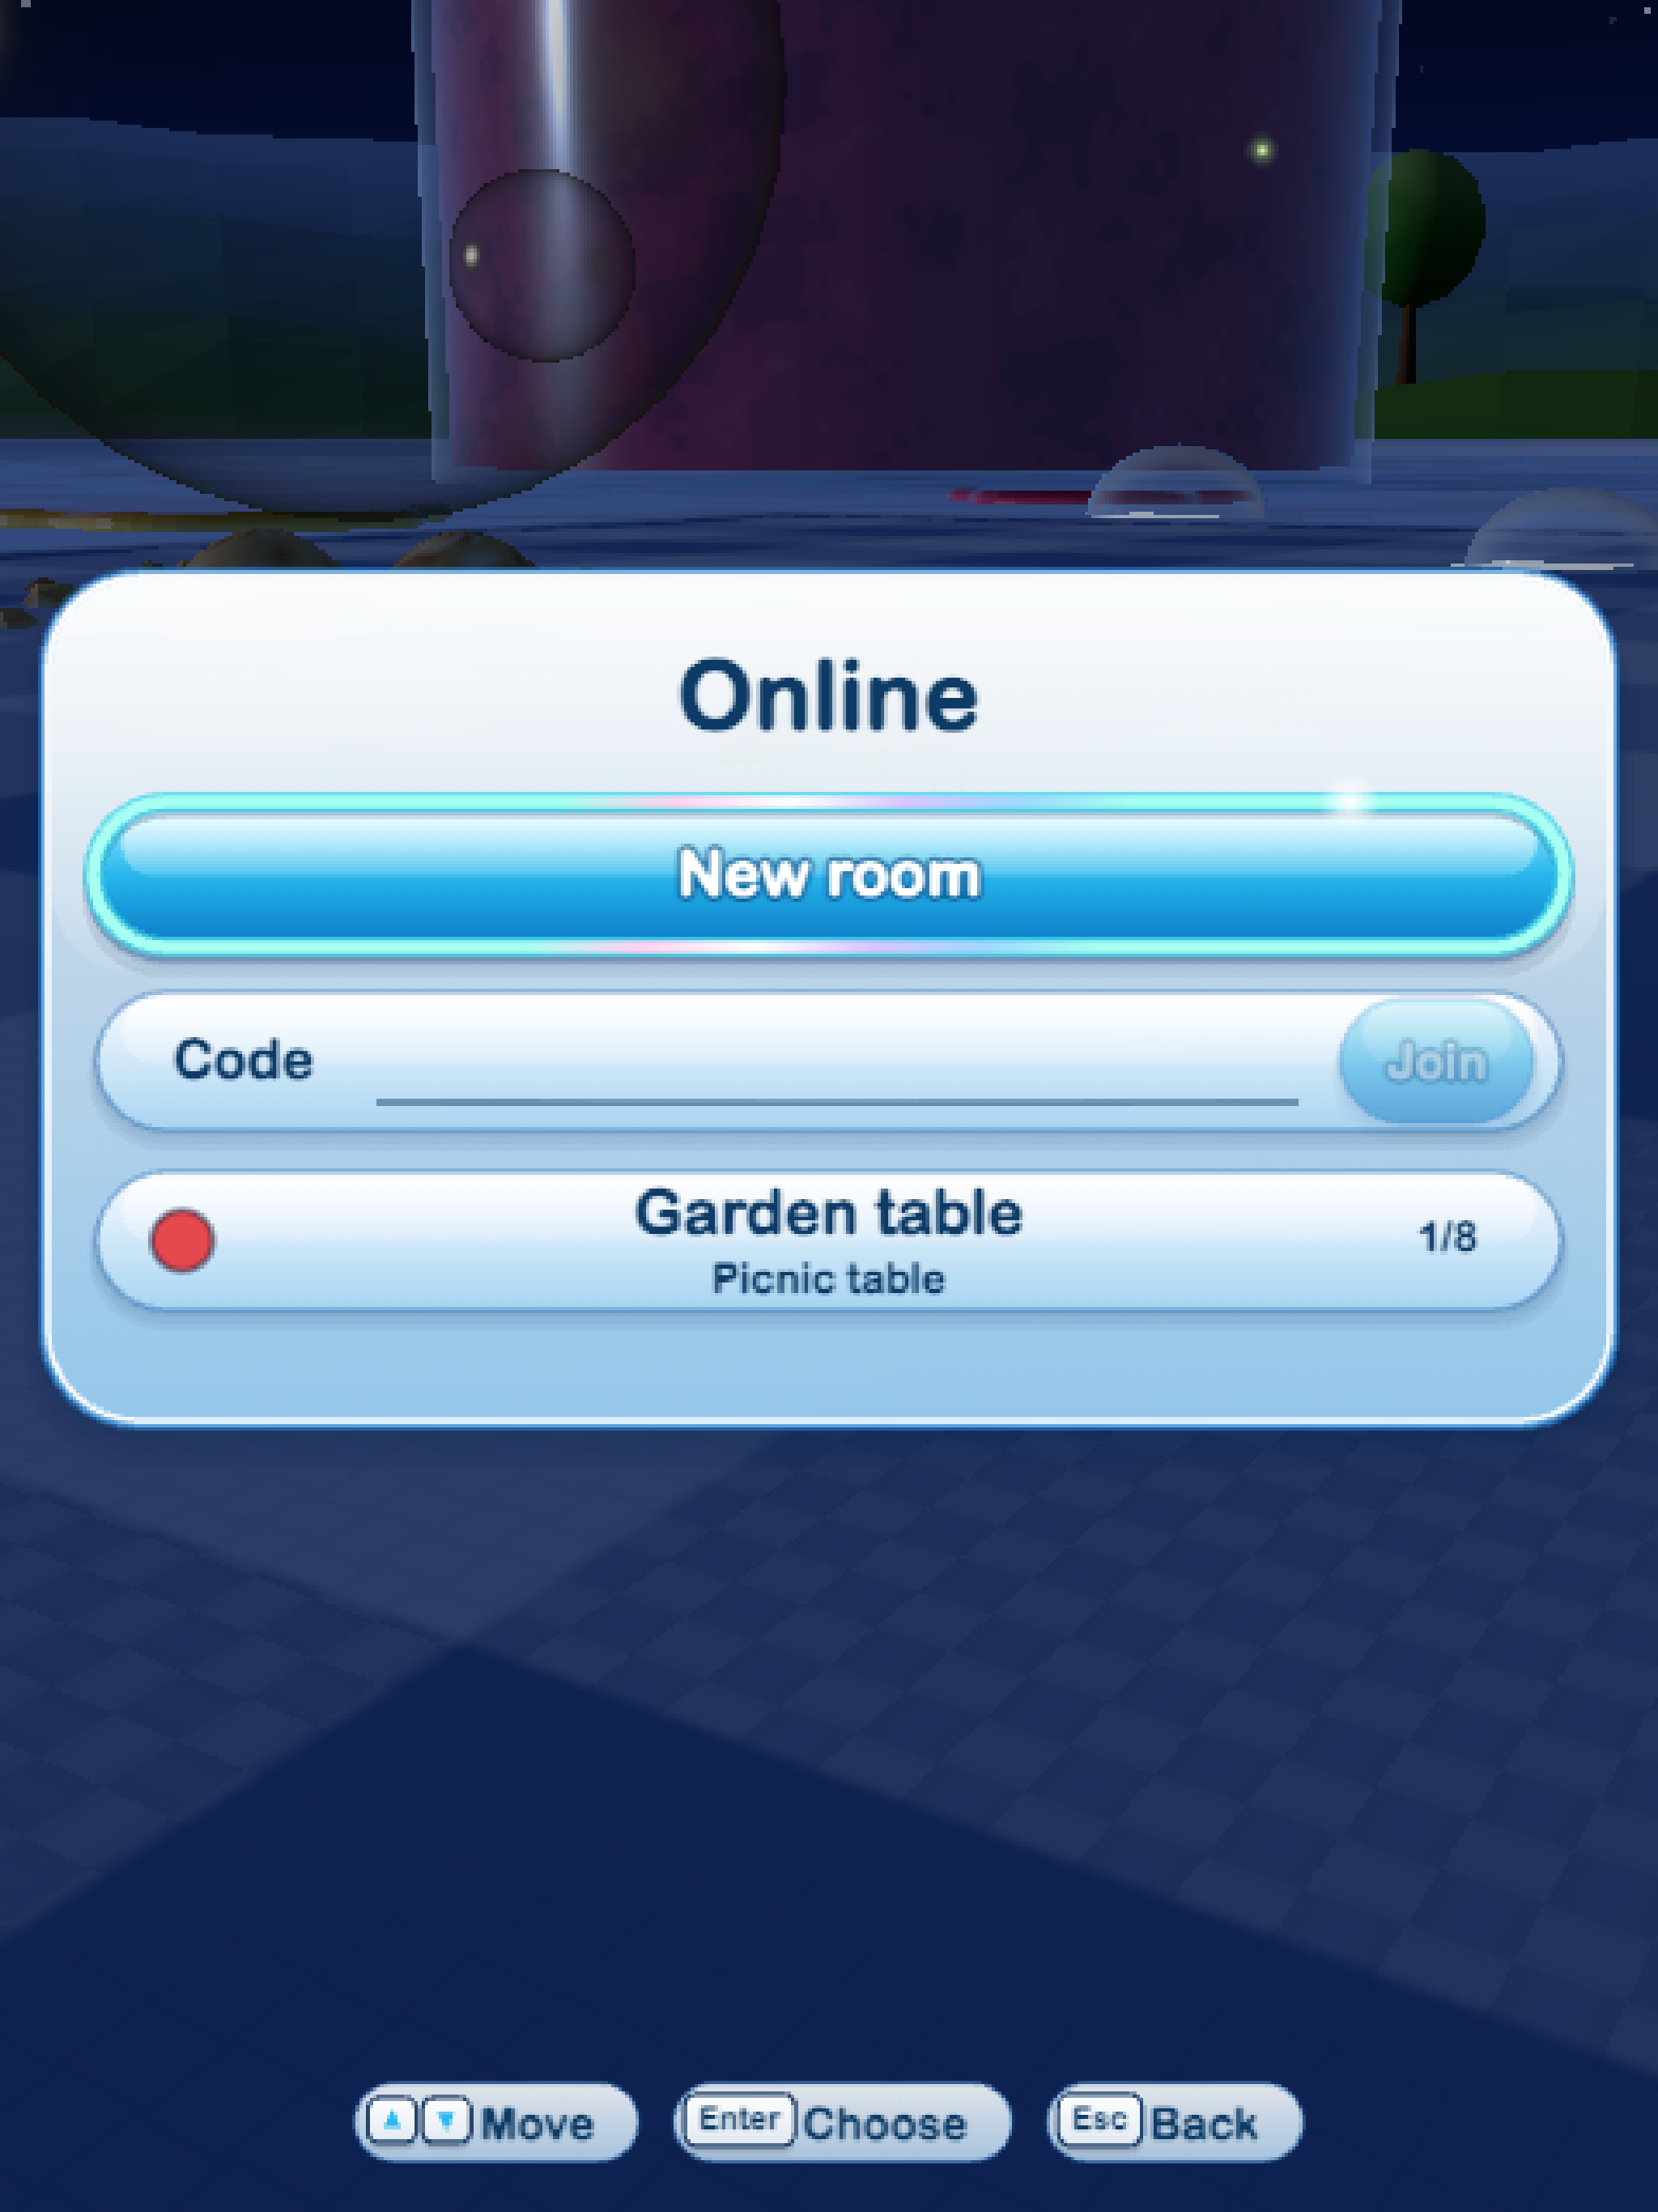 Online
New room
Code
Join
Garden table
Picnic table
1/8
▲ ▼ Move
Enter Choose
Esc Back